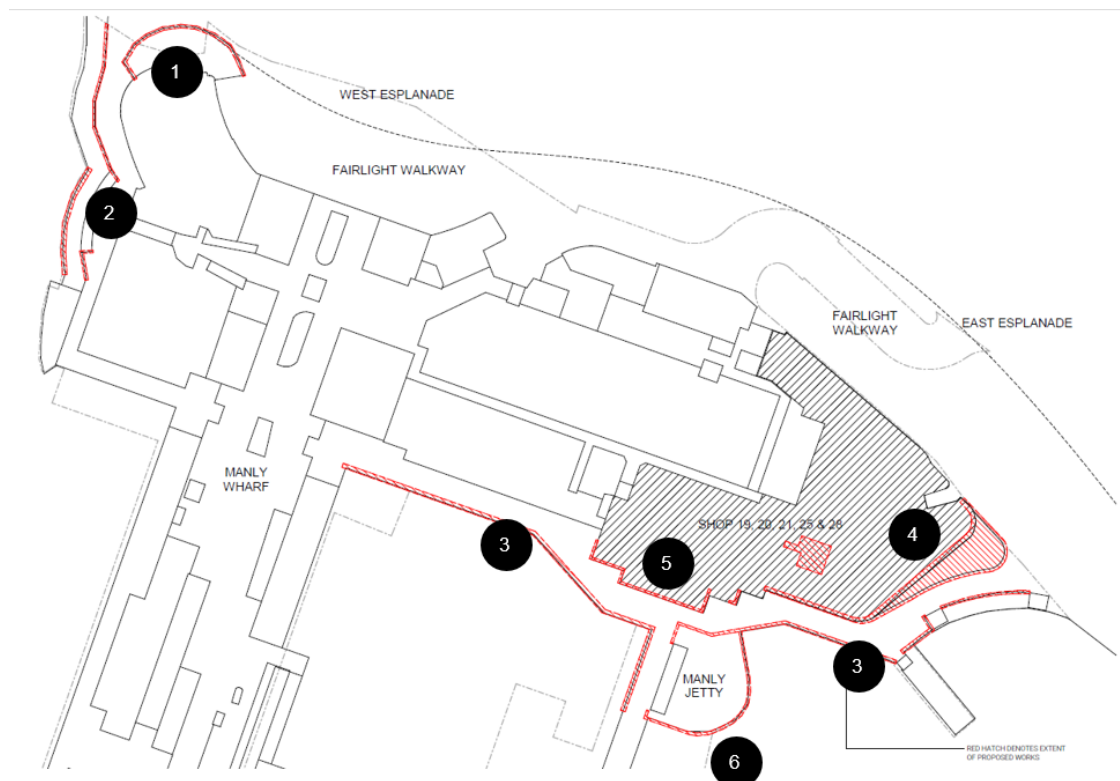 1
WEST ESPLANADE
FAIRLIGHT WALKWAY
2
FAIRLIGHT
WALKWAY
EAST ESPLANADE
MANLY
WHARF
3
SHOP 19, 20, 21, 25 & 28
4
5
3
MANLY
JETTY
RED HATCH DENOTES EXTENT
OF PROPOSED WORKS
6